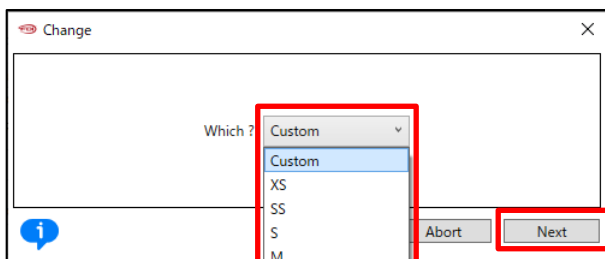 Change
Which ? Custom
Custom
XS
SS
S
Abort Next
M